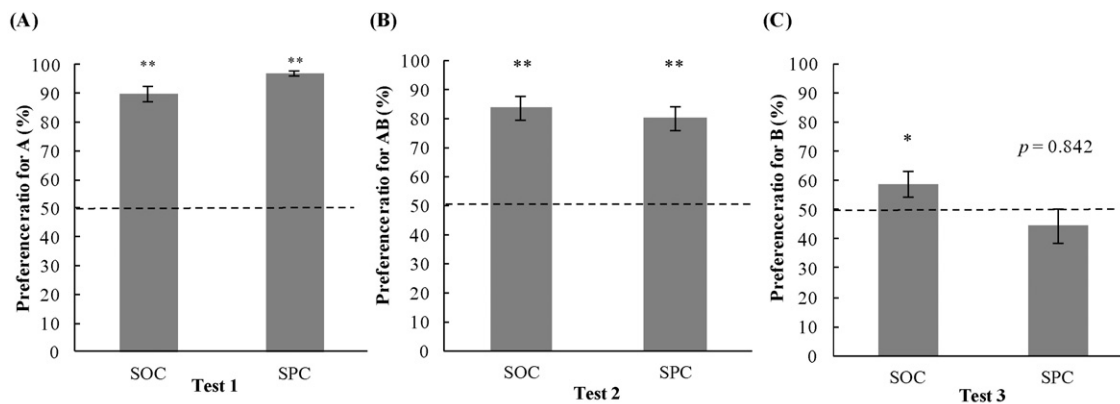 (A)
Preference ratio for A (%)
100
90
80
70
60
50
40
30
20
10
0
**
**
SOC
SPC
Test 1
(B)
Preference ratio for AB (%)
100
90
80
70
60
50
40
30
20
10
0
**
**
SOC
SPC
Test 2
(C)
Preference ratio for B (%)
100
90
80
70
60
50
40
30
20
10
0
*
p = 0.842
SOC
SPC
Test 3